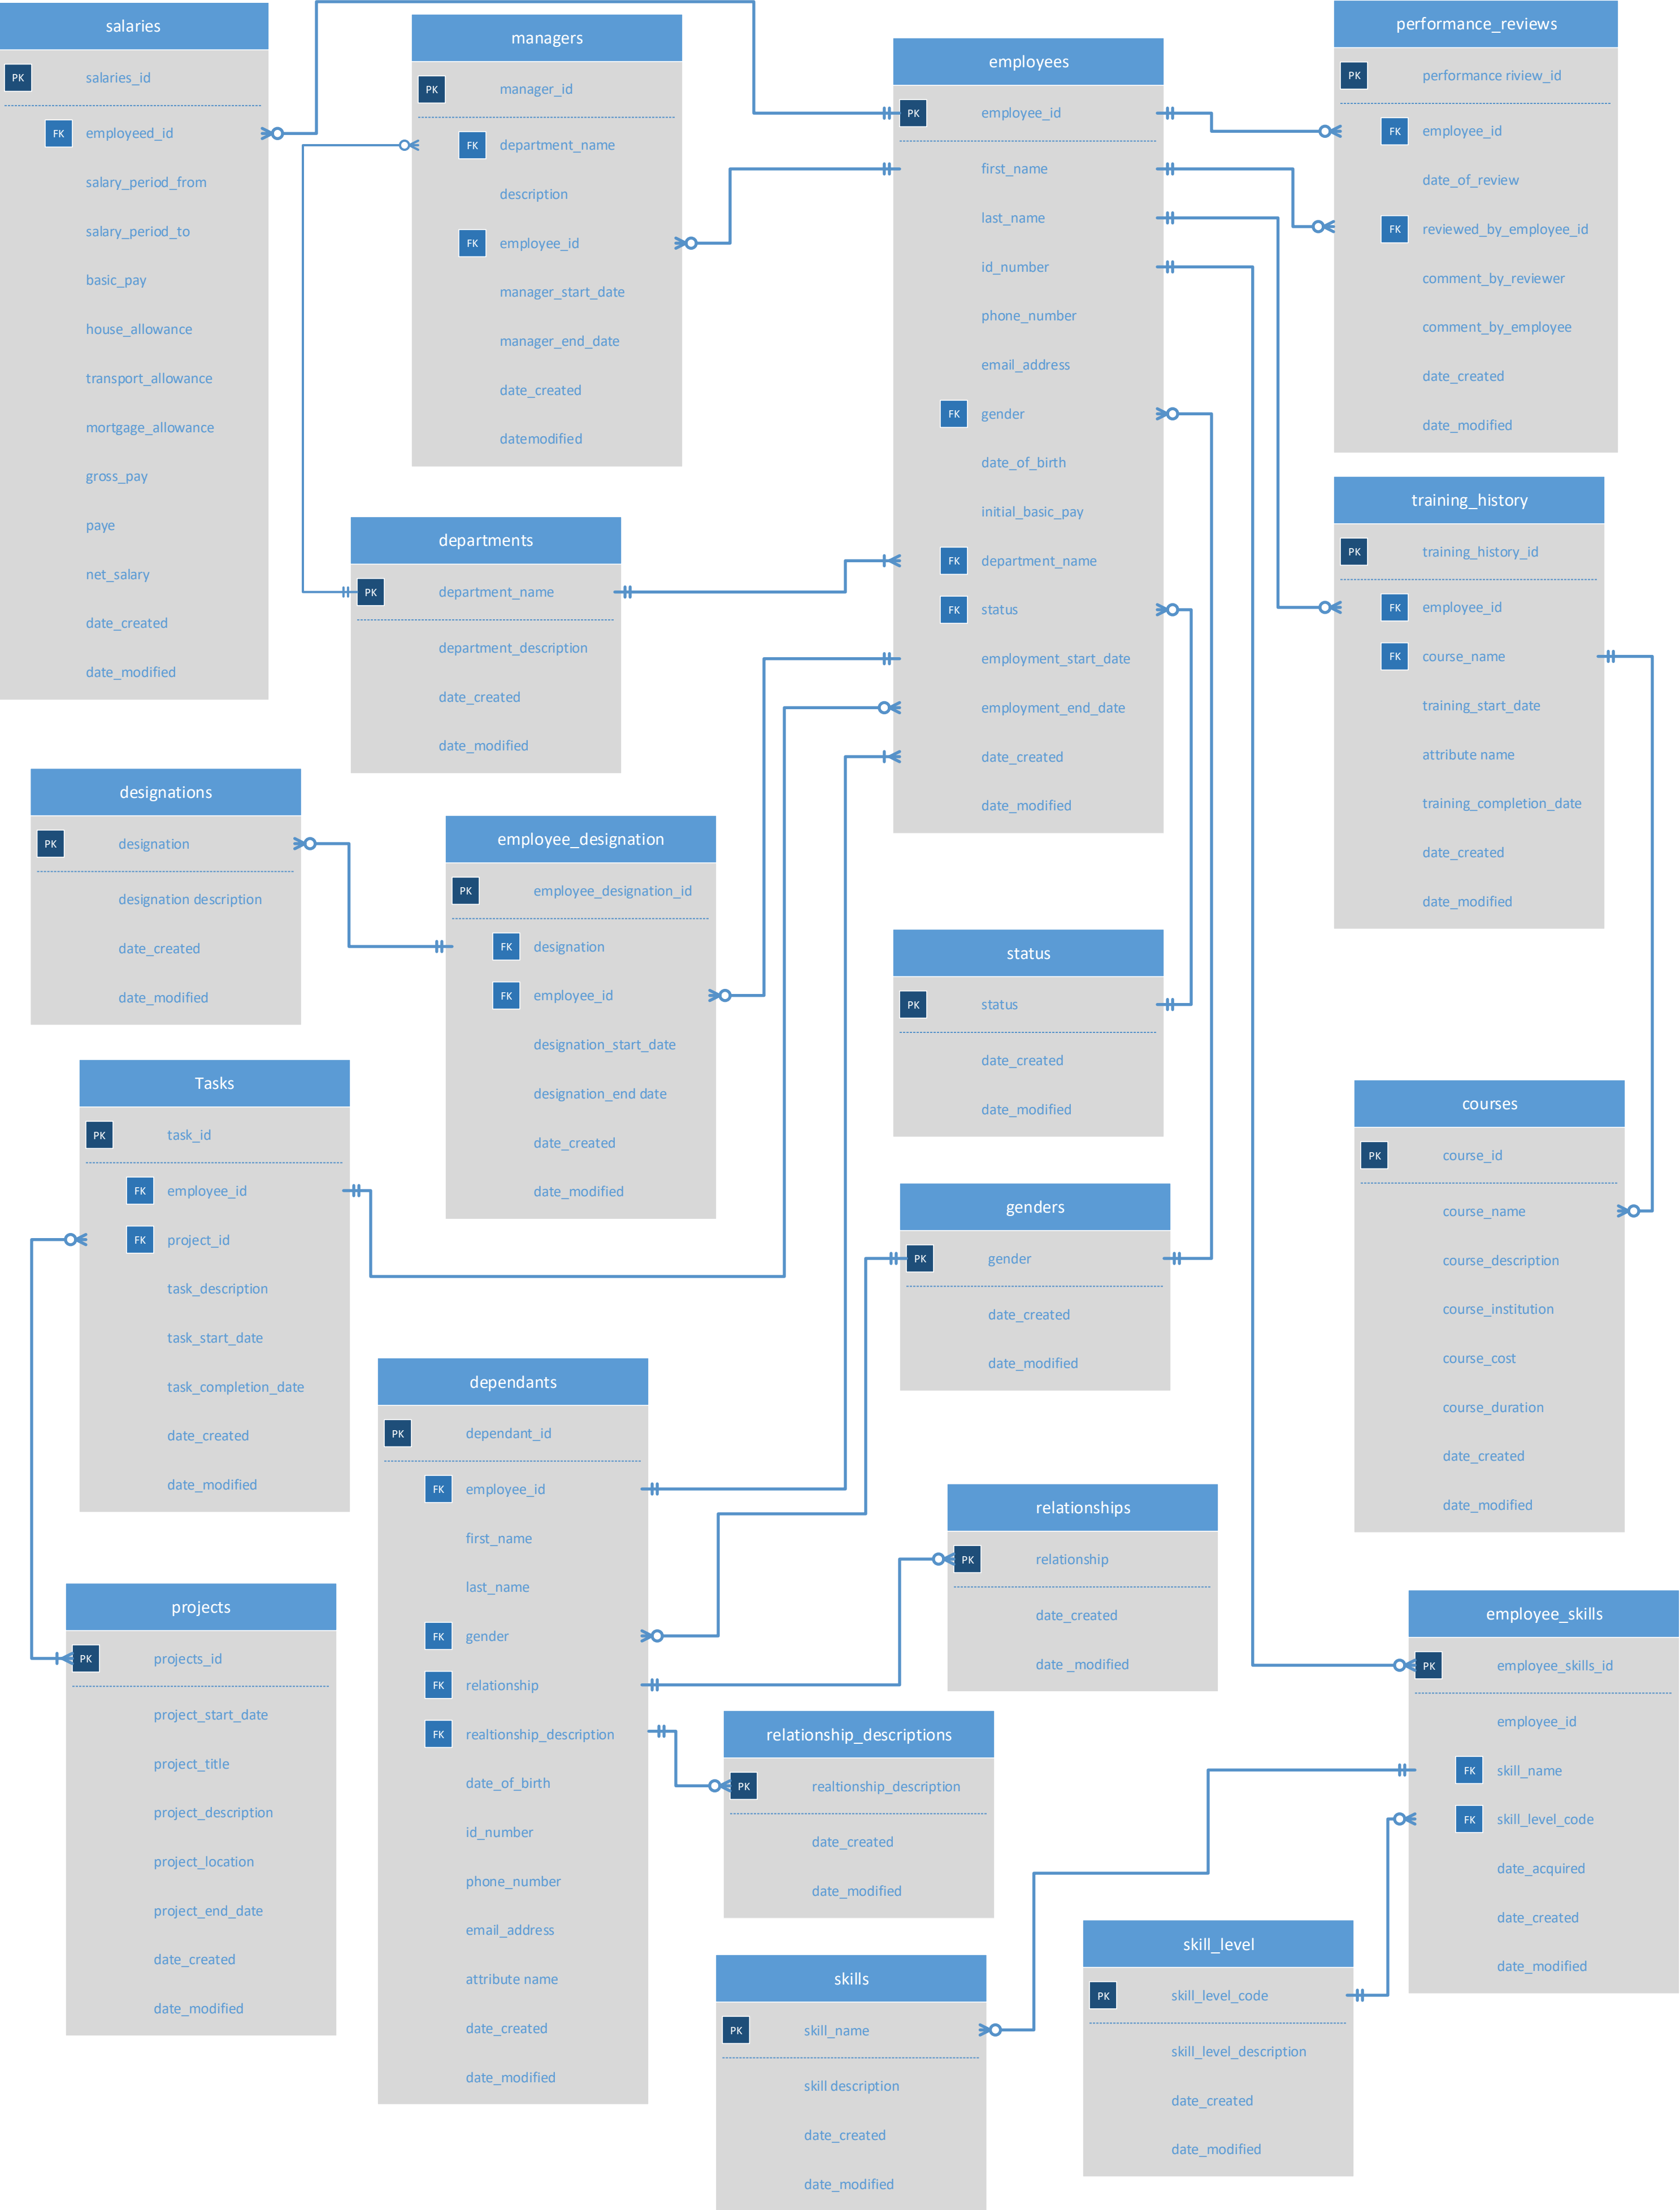 salaries
PK salaries_id
FK employeed_id
salary_period_from
salary_period_to
basic_pay
house_allowance
transport_allowance
mortgage_allowance
gross_pay
paye
net_salary
date_created
date_modified
managers
PK manager_id
FK department_name
description
FK employee_id
manager_start_date
manager_end_date
date_created
datemodified
employees
PK employee_id
first_name
last_name
id_number
phone_number
email_address
FK gender
date_of_birth
initial_basic_pay
FK department_name
FK status
employment_start_date
employment_end_date
date_created
date_modified
performance_reviews
PK performance riview_id
FK employee_id
date_of_review
FK reviewed_by_employee_id
comment_by_reviewer
comment_by_employee
date_created
date_modified
training_history
PK training_history_id
FK employee_id
FK course_name
training_start_date
attribute name
training_completion_date
date_created
date_modified
departments
PK department_name
department_description
date_created
date_modified
designations
PK designation
designation description
date_created
date_modified
employee_designation
PK employee_designation_id
FK designation
FK employee_id
designation_start_date
designation_end date
date_created
date_modified
status
PK status
date_created
date_modified
Tasks
PK task_id
FK employee_id
FK project_id
task_description
task_start_date
task_completion_date
date_created
date_modified
genders
PK gender
date_created
date_modified
courses
PK course_id
course_name
course_description
course_institution
course_cost
course_duration
date_created
date_modified
dependants
PK dependant_id
FK employee_id
first_name
last_name
FK gender
FK relationship
FK realtionship_description
date_of_birth
id_number
phone_number
email_address
attribute name
date_created
date_modified
relationships
PK relationship
date_created
date _modified
projects
PK projects_id
project_start_date
project_title
project_description
project_location
project_end_date
date_created
date_modified
relationship_descriptions
PK realtionship_description
date_created
date_modified
employee_skills
PK employee_skills_id
employee_id
FK skill_name
FK skill_level_code
date_acquired
date_created
date_modified
skills
PK skill_name
skill description
date_created
date_modified
skill_level
PK skill_level_code
skill_level_description
date_created
date_modified